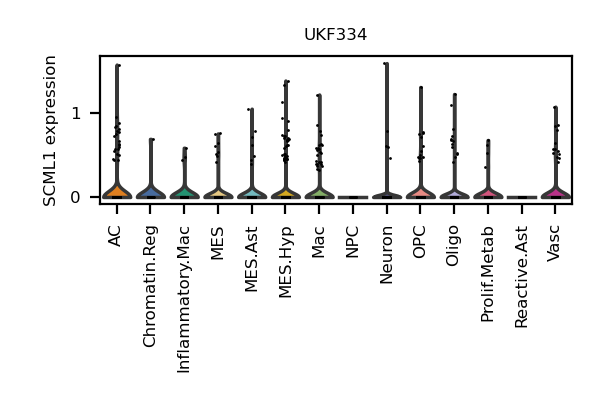 UKF334
SCML1 expression
1
0
AC
Chromatin.Reg
Inflammatory.Mac
MES
MES.Ast
MES.Hyp
Mac
NPC
Neuron
OPC
Oligo
Prolif.Metab
Reactive.Ast
Vasc